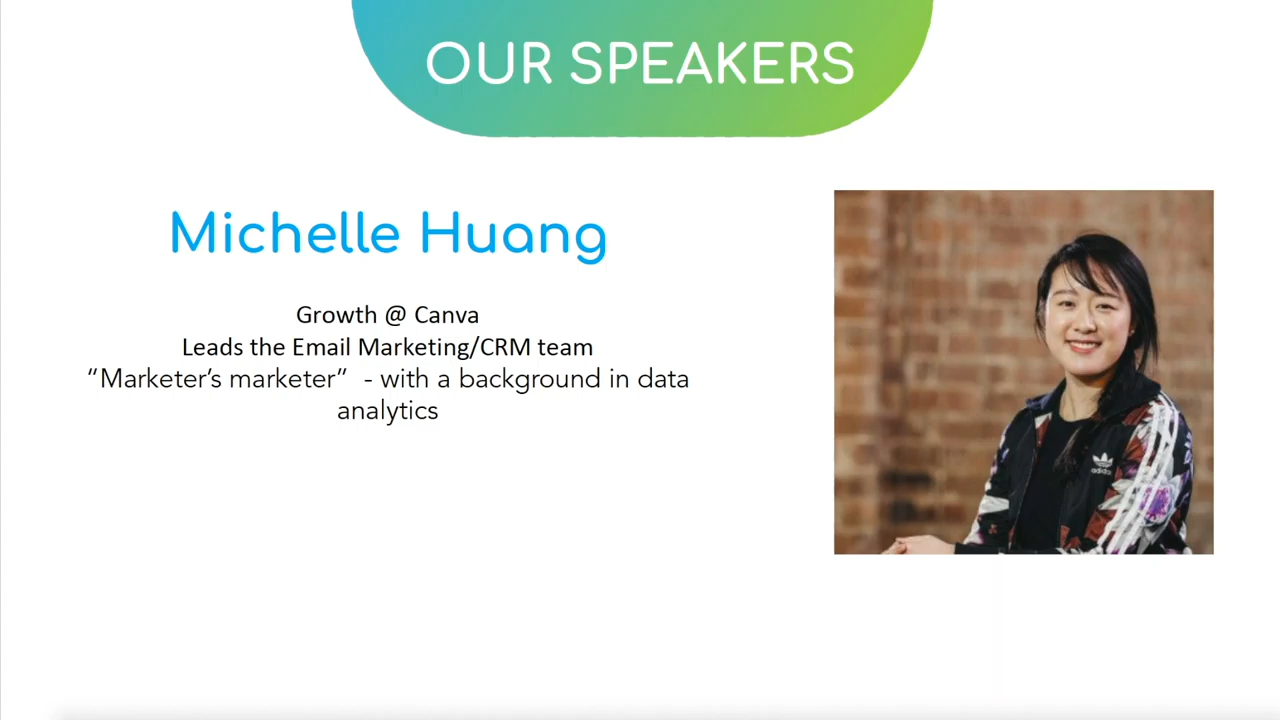 OUR SPEAKERS
Michelle Huang
Growth @ Canva
Leads the Email Marketing/CRM team
“Marketer’s marketer”  - with a background in data
analytics
adidas